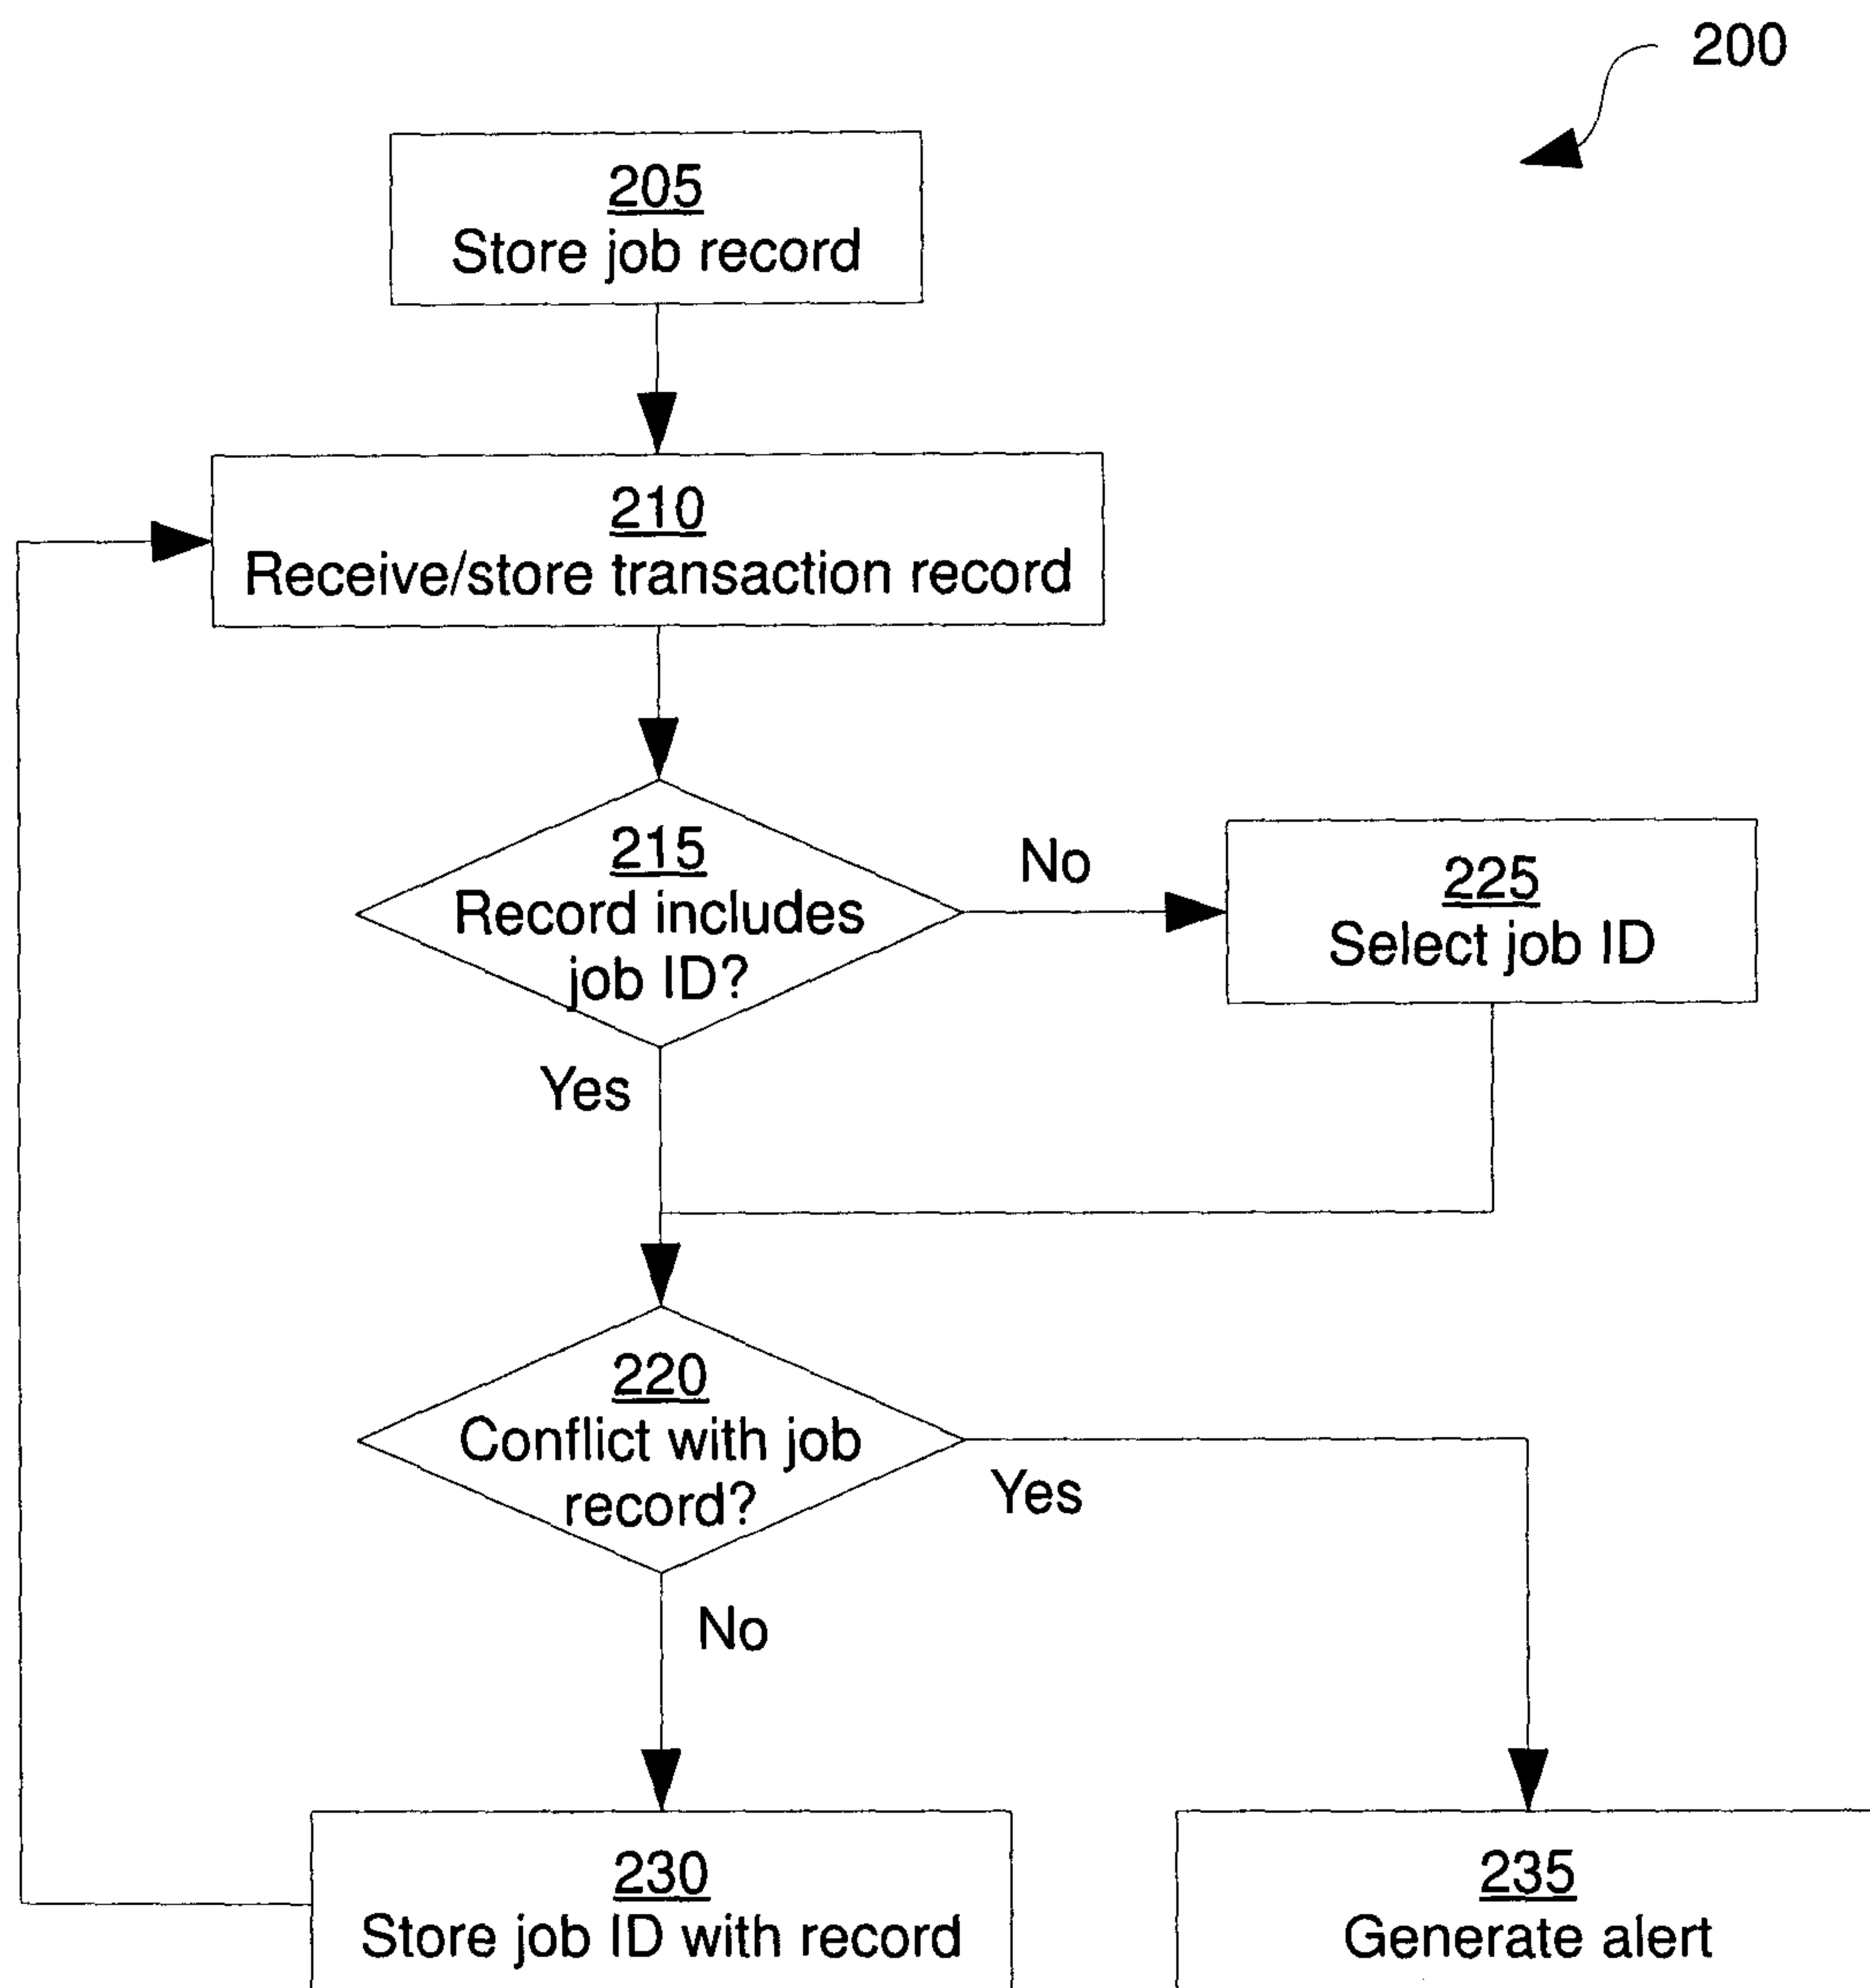 200
205
Store job record
210
Receive/store transaction record
215
Record includes
job ID?
No
225
Select job ID
Yes
220
Conflict with job
record?
Yes
No
230
Store job ID with record
235
Generate alert